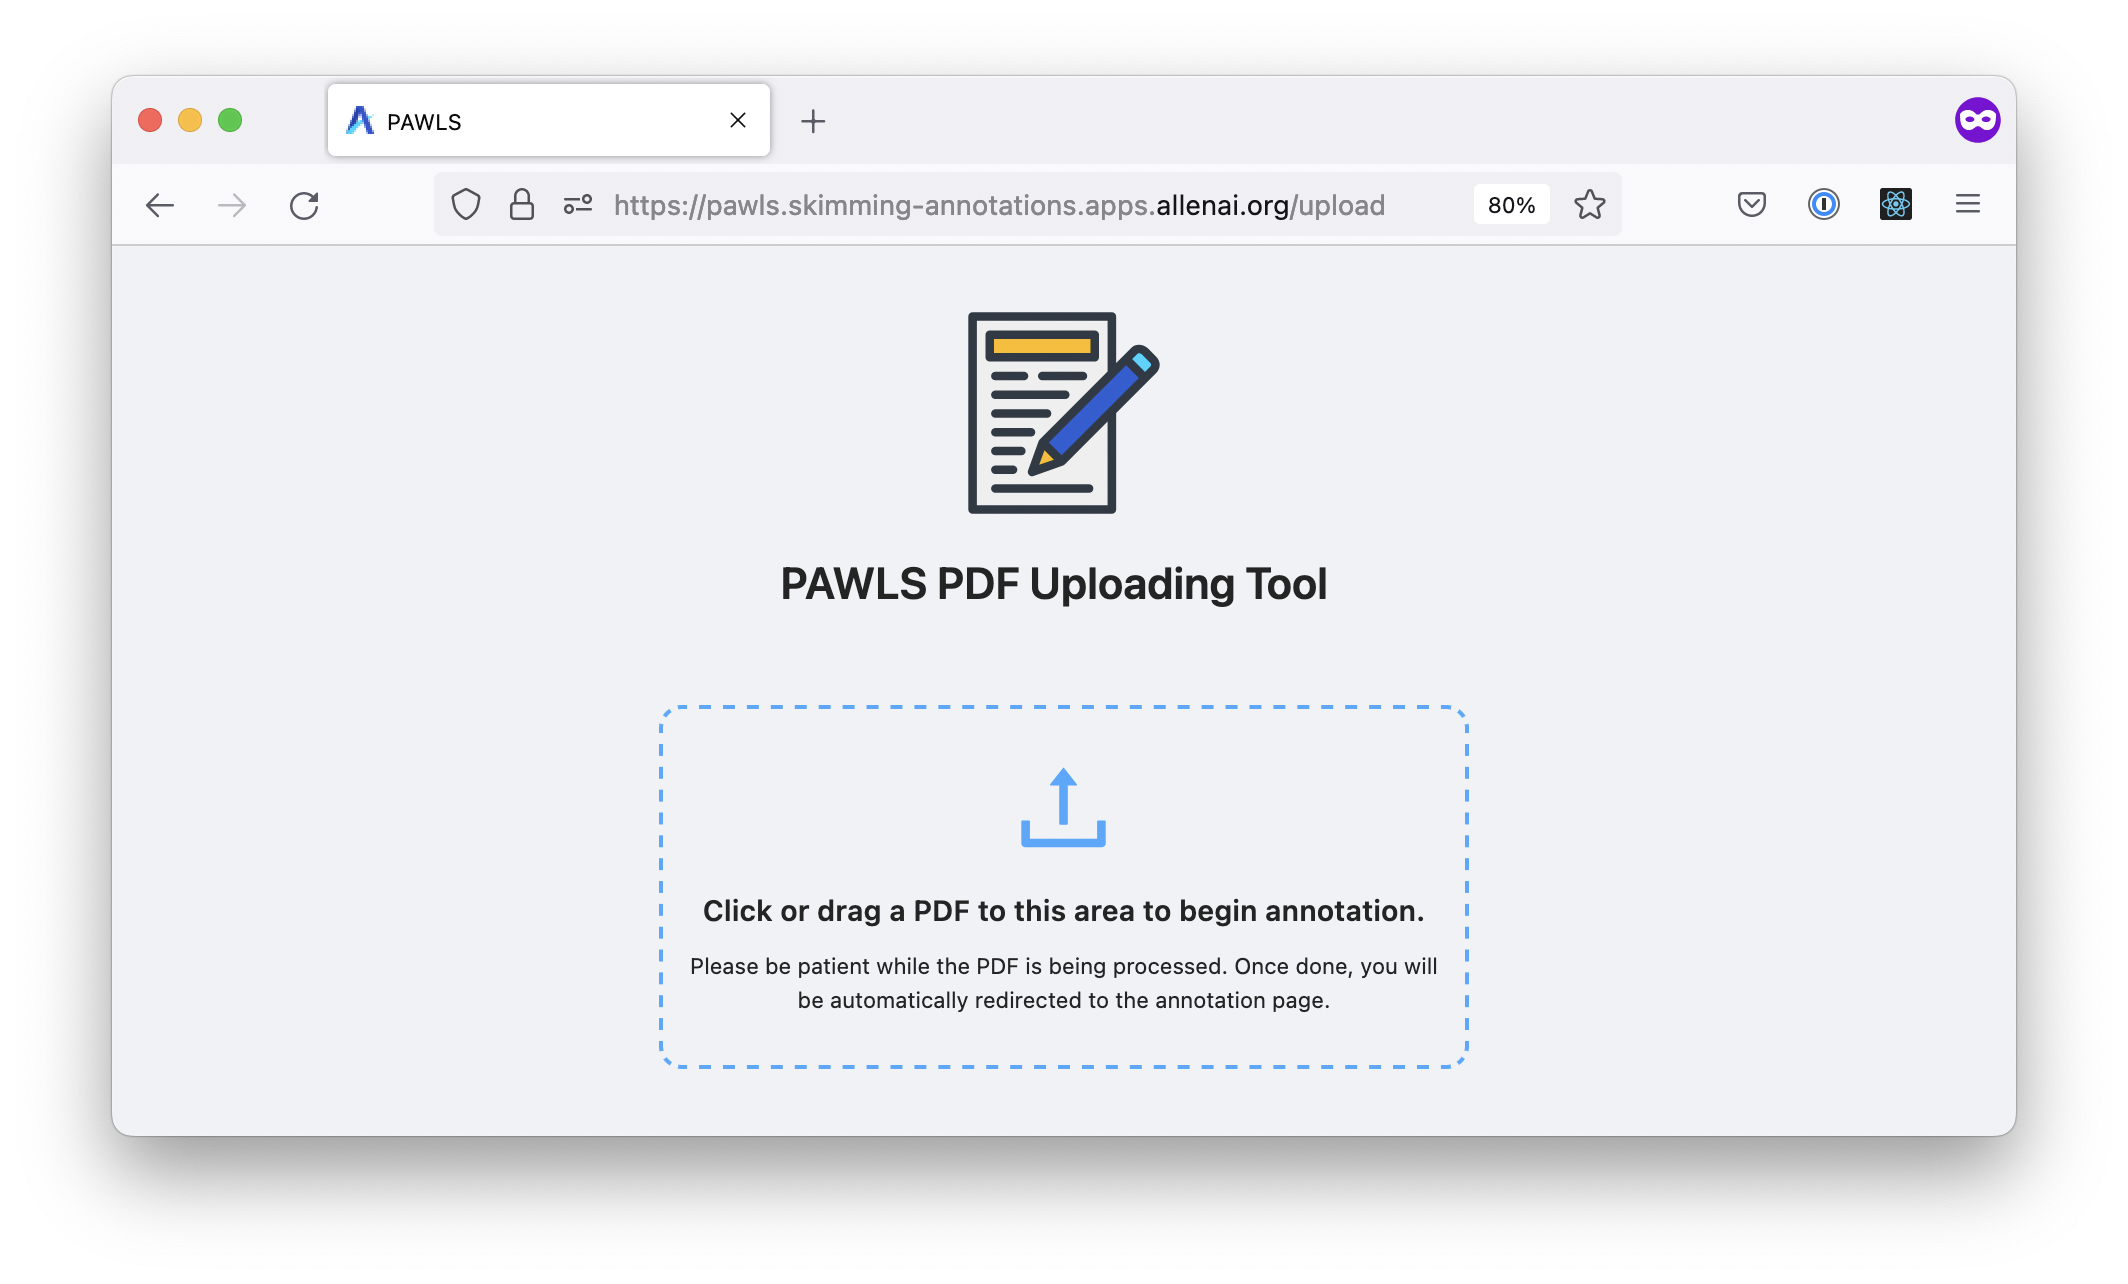 PAWLS
https://pawls.skimming-annotations.apps.allenai.org/upload
80%
PAWLS PDF Uploading Tool
Click or drag a PDF to this area to begin annotation.
Please be patient while the PDF is being processed. Once done, you will
be automatically redirected to the annotation page.